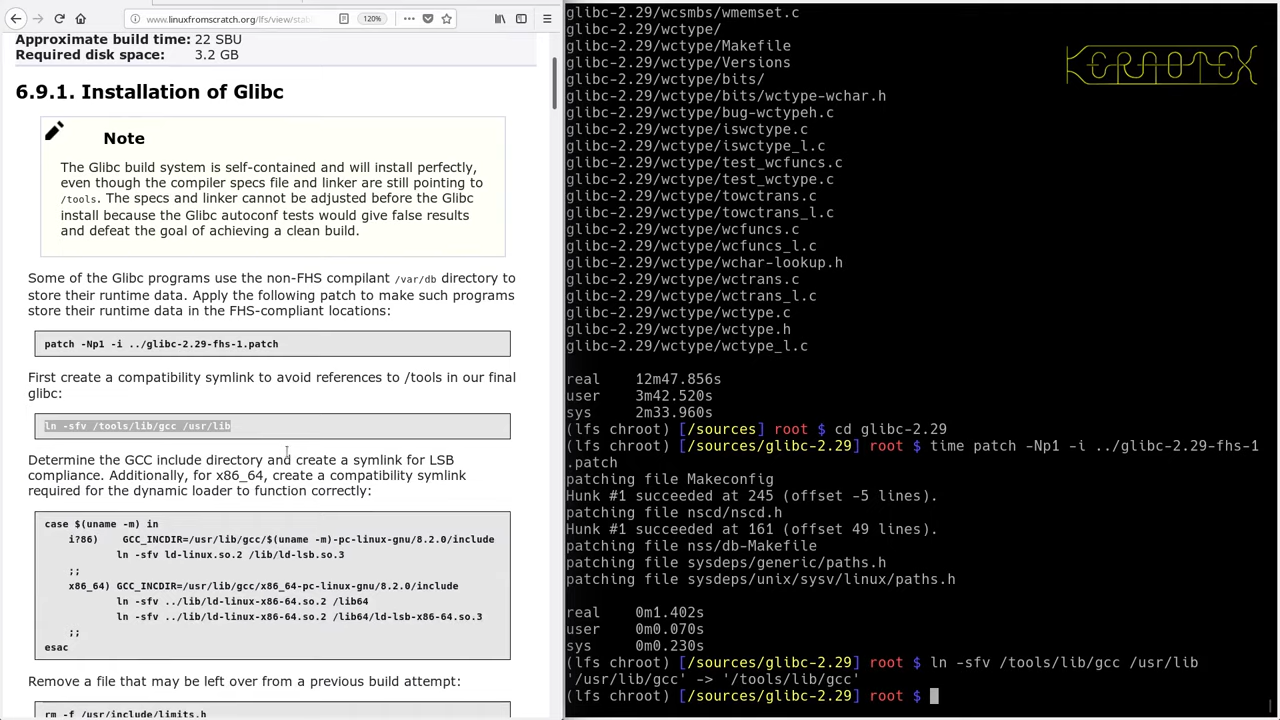 www.linuxfromscratch.org/lfs/view/sta
120%
Approximate build time: 22 SBU
Required disk space: 3.2 GB
6.9.1. Installation of Glibc
Note
The Glibc build system is self-contained and will install perfectly,
even though the compiler specs file and linker are still pointing to
/tools. The specs and linker cannot be adjusted before the Glibc
install because the Glibc autoconf tests would give false results
and defeat the goal of achieving a clean build.
Some of the Glibc programs use the non-FHS compilant /var/db directory to
store their runtime data. Apply the following patch to make such programs
store their runtime data in the FHS-compliant locations:
patch -Np1 -i ../glibc-2.29-fhs-1.patch
First create a compatibility symlink to avoid references to /tools in our final
glibc:
ln -sfv /tools/lib/gcc /usr/lib
Determine the GCC include directory and create a symlink for LSB
compliance. Additionally, for x86_64, create a compatibility symlink
required for the dynamic loader to function correctly:
case $(uname -m) in
i?86) GCC_INCDIR=/usr/lib/gcc/$(uname -m)-pc-linux-gnu/8.2.0/include
ln -sfv ld-linux.so.2 /lib/ld-lsb.so.3
;;
x86_64) GCC_INCDIR=/usr/lib/gcc/x86_64-pc-linux-gnu/8.2.0/include
ln -sfv ../lib/ld-linux-x86-64.so.2 /lib64
ln -sfv ../lib/ld-linux-x86-64.so.2 /lib64/ld-lsb-x86-64.so.3
;;
esac
Remove a file that may be left over from a previous build attempt:
rm -f /usr/include/limits.h
glibc-2.29/wcsmbs/wmemset.c
glibc-2.29/wctype/
glibc-2.29/wctype/Makefile
glibc-2.29/wctype/Versions
glibc-2.29/wctype/bits/
glibc-2.29/wctype/bits/wctype-wchar.h
glibc-2.29/wctype/bug-wctypeh.c
glibc-2.29/wctype/iswctype.c
glibc-2.29/wctype/iswctype_l.c
glibc-2.29/wctype/test_wcfuncs.c
glibc-2.29/wctype/test_wctype.c
glibc-2.29/wctype/towctrans.c
glibc-2.29/wctype/towctrans_l.c
glibc-2.29/wctype/wcfuncs.c
glibc-2.29/wctype/wcfuncs_l.c
glibc-2.29/wctype/wchar-lookup.h
glibc-2.29/wctype/wctrans.c
glibc-2.29/wctype/wctrans_l.c
glibc-2.29/wctype/wctype.c
glibc-2.29/wctype/wctype.h
glibc-2.29/wctype/wctype_l.c
real 12m47.856s
user 3m42.520s
sys 2m33.960s
(lfs chroot) [/sources] root $ cd glibc-2.29
(lfs chroot) [/sources/glibc-2.29] root $ time patch -Np1 -i ../glibc-2.29-fhs-1
.patch
patching file Makeconfig
Hunk #1 succeeded at 245 (offset -5 lines).
patching file nscd/nscd.h
Hunk #1 succeeded at 161 (offset 49 lines).
patching file nss/db-Makefile
patching file sysdeps/generic/paths.h
patching file sysdeps/unix/sysv/linux/paths.h
real 0m1.402s
user 0m0.070s
sys 0m0.230s
(lfs chroot) [/sources/glibc-2.29] root $ ln -sfv /tools/lib/gcc /usr/lib
'/usr/lib/gcc' -> '/tools/lib/gcc'
(lfs chroot) [/sources/glibc-2.29] root $
KERAOTEX